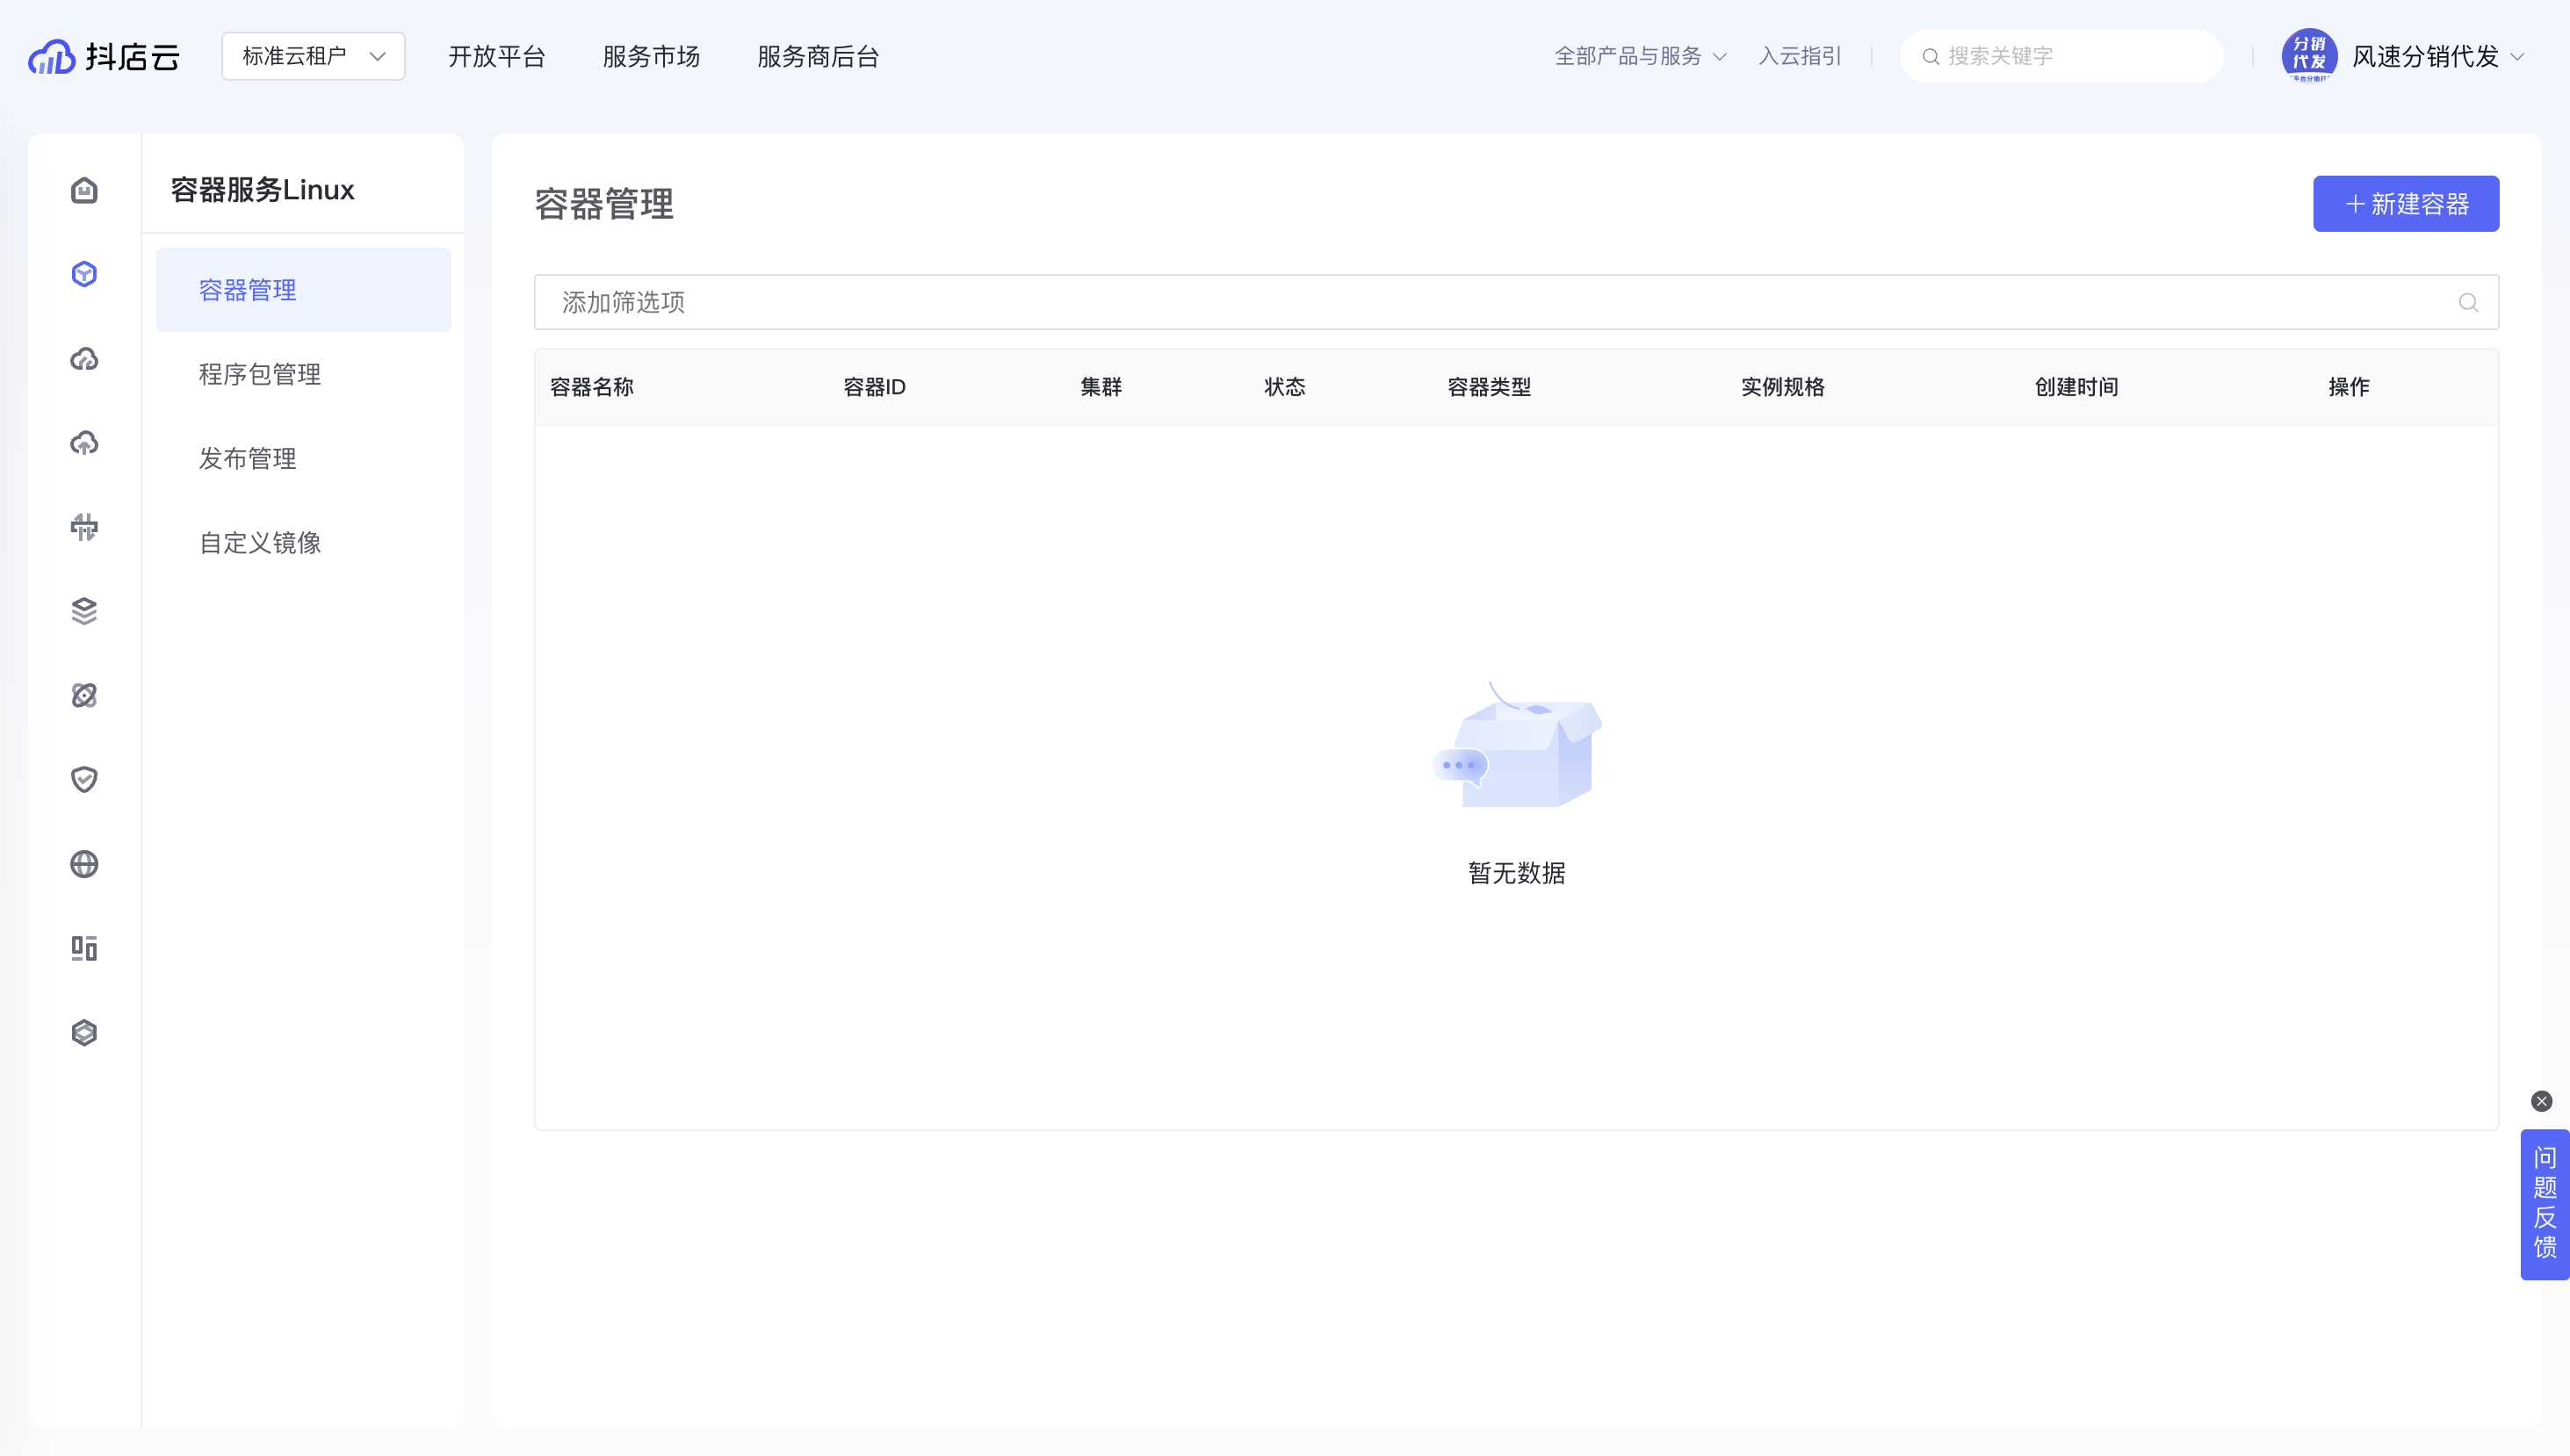 抖店云
标准云租户
开放平台
服务市场
服务商后台
全部产品与服务
入云指引
搜索关键字
分销
代发
风速分销代发
容器服务Linux
容器管理
程序包管理
发布管理
自定义镜像
容器管理
新建容器
添加筛选项
容器名称 容器ID 集群 状态 容器类型 实例规格 创建时间 操作
暂无数据
问题反馈